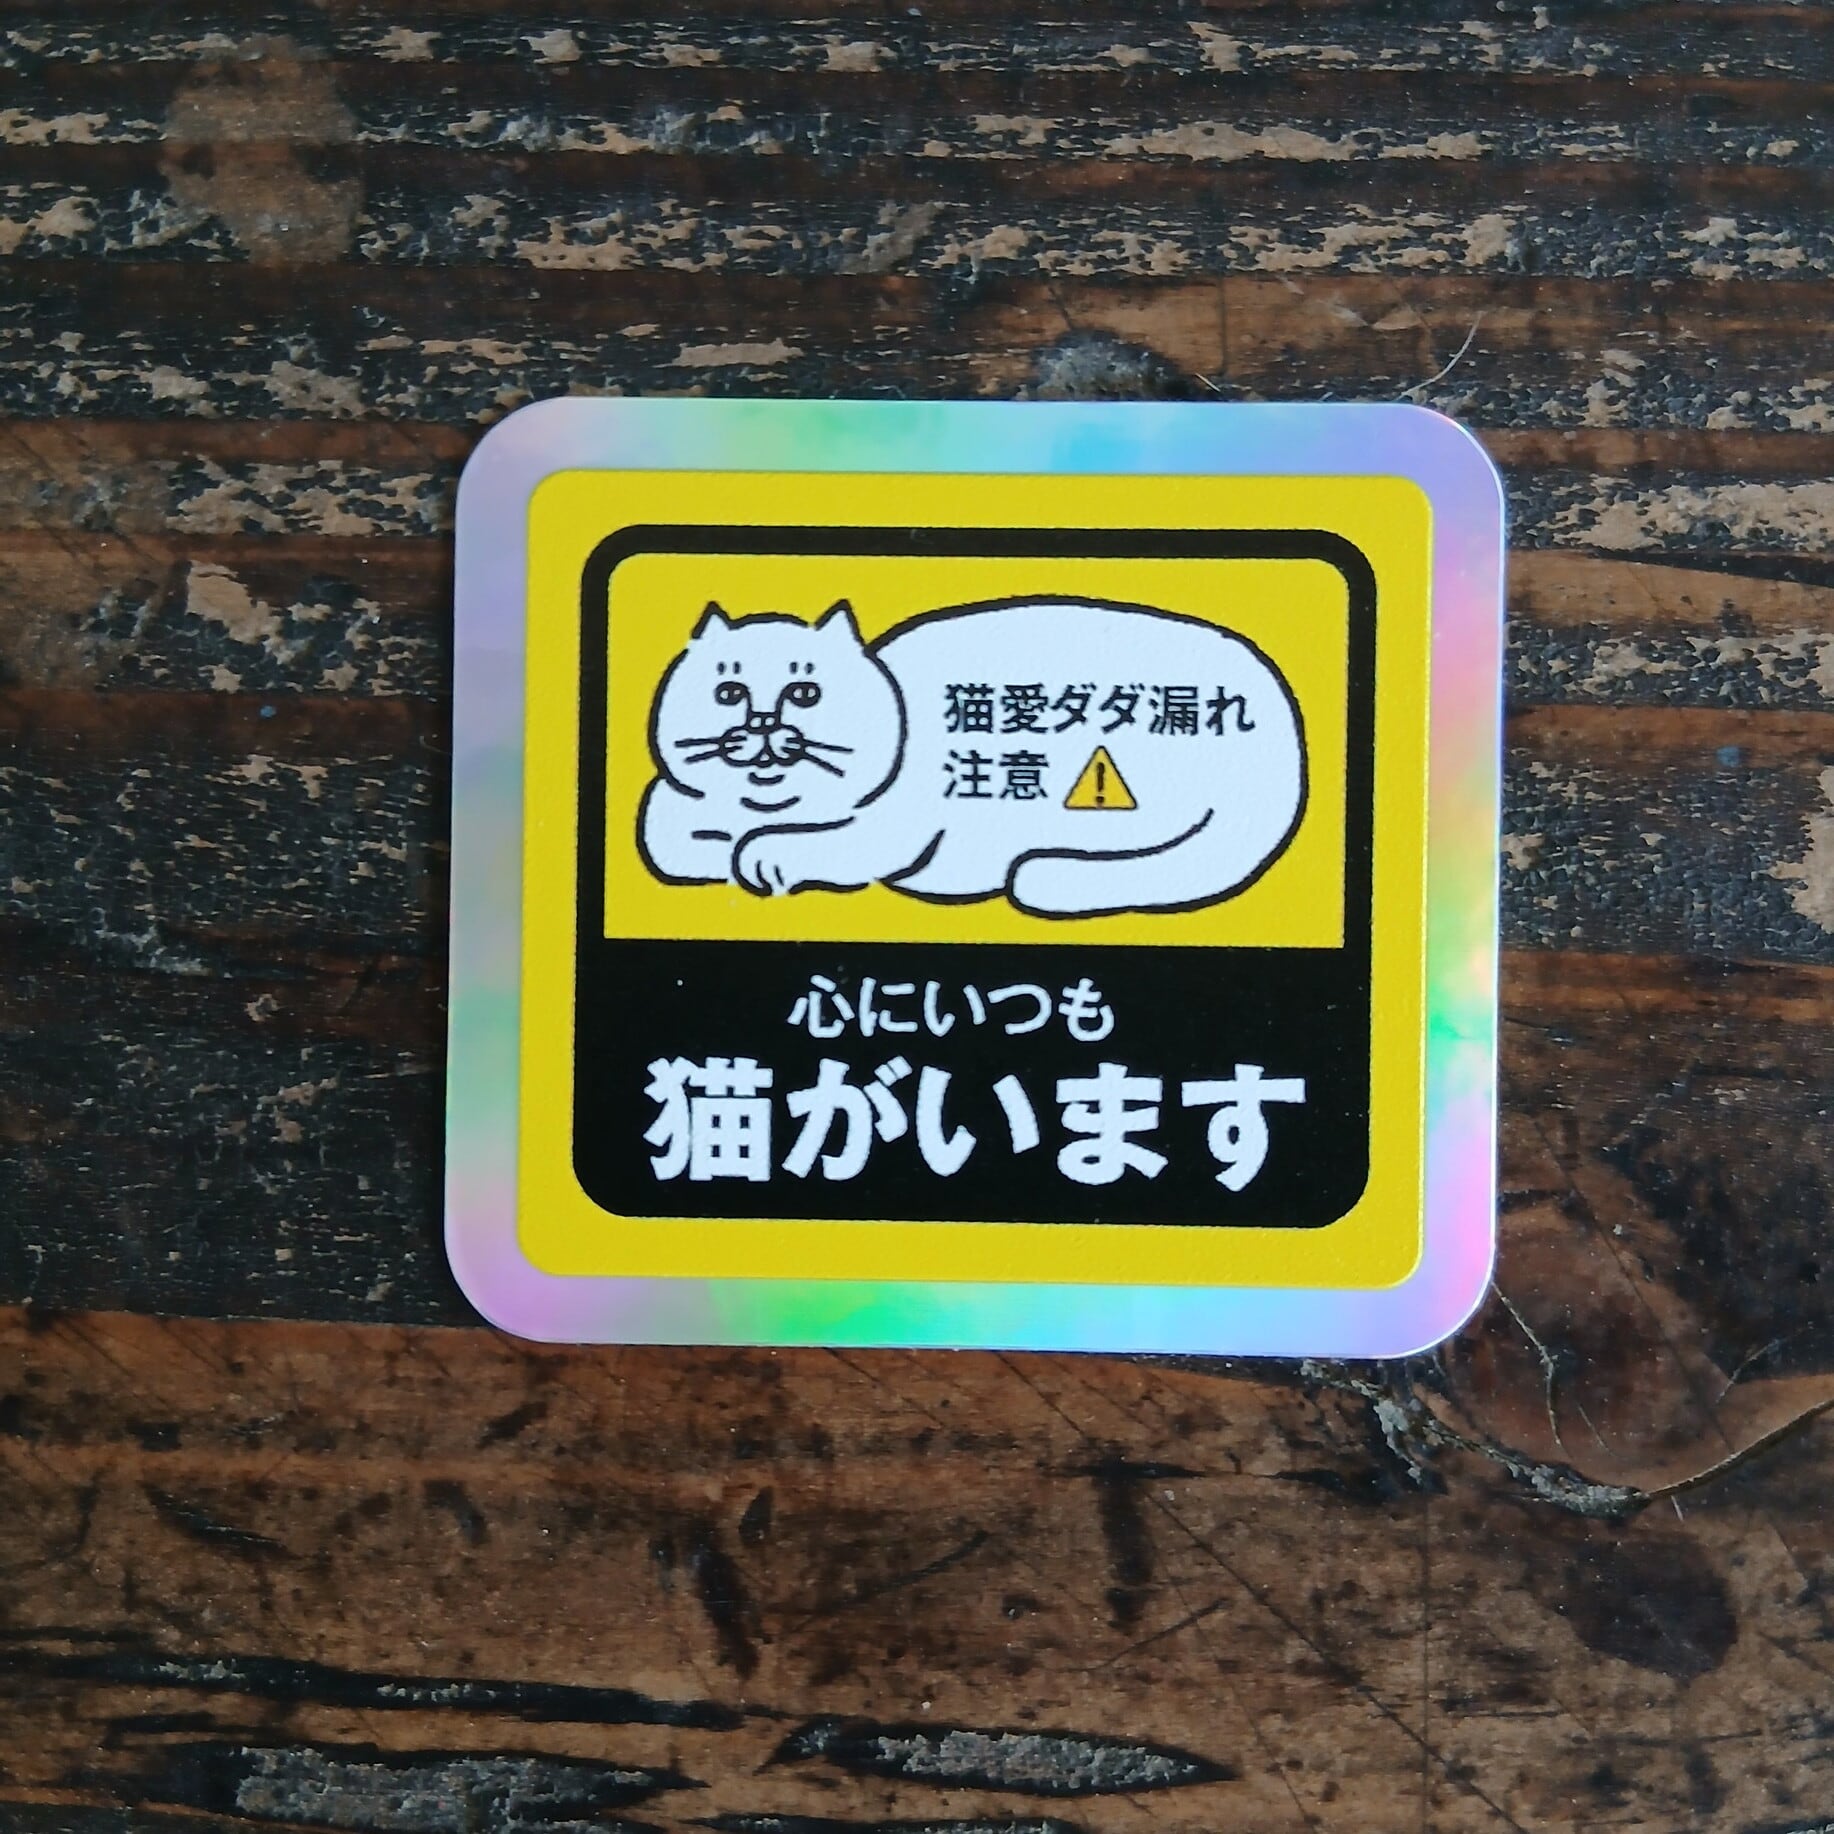 猫愛ダダ漏れ
注意⚠
心にいつも
猫がいます